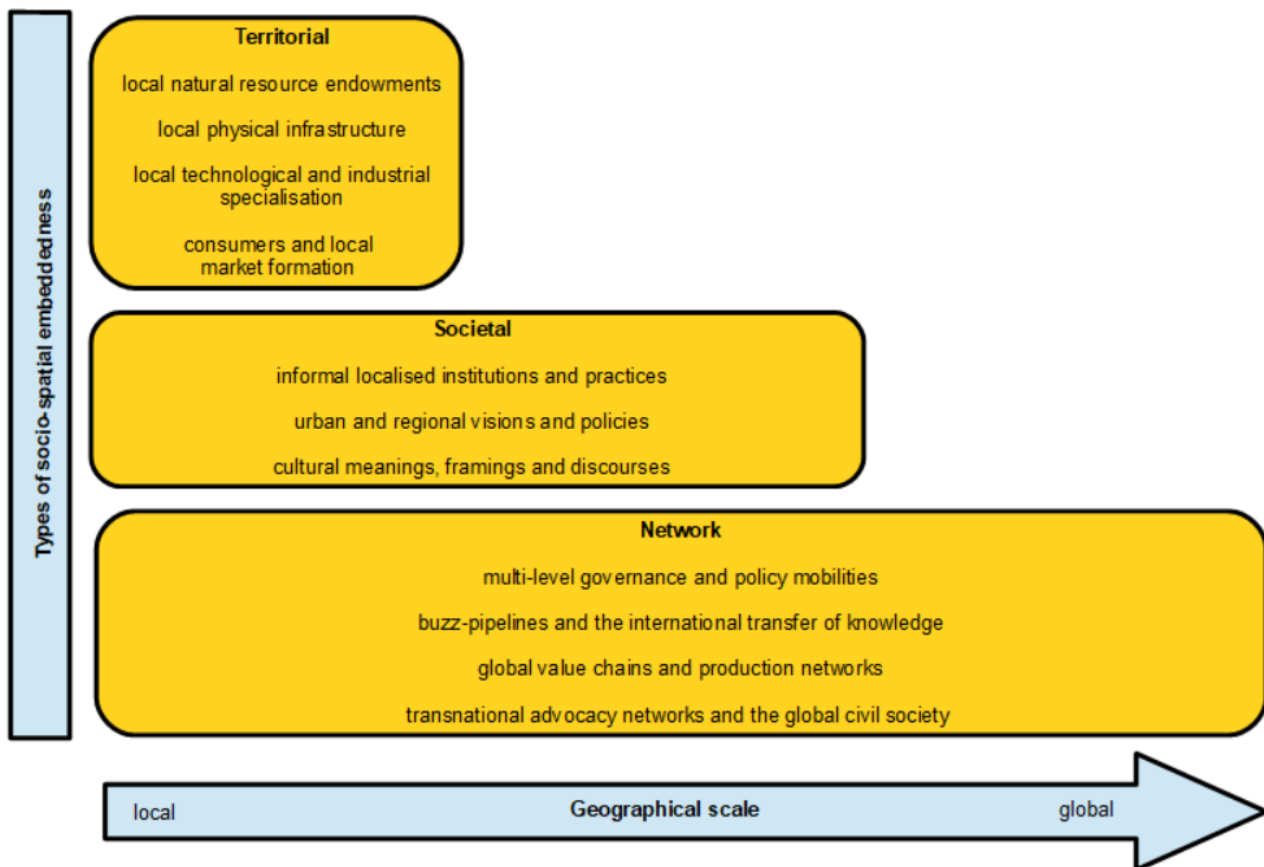 Types of socio-spatial embeddedness
Territorial
local natural resource endowments
local physical infrastructure
local technological and industrial
specialisation
consumers and local
market formation
Societal
informal localised institutions and practices
urban and regional visions and policies
cultural meanings, framings and discourses
Network
multi-level governance and policy mobilities
buzz-pipelines and the international transfer of knowledge
global value chains and production networks
transnational advocacy networks and the global civil society
local
Geographical scale
global